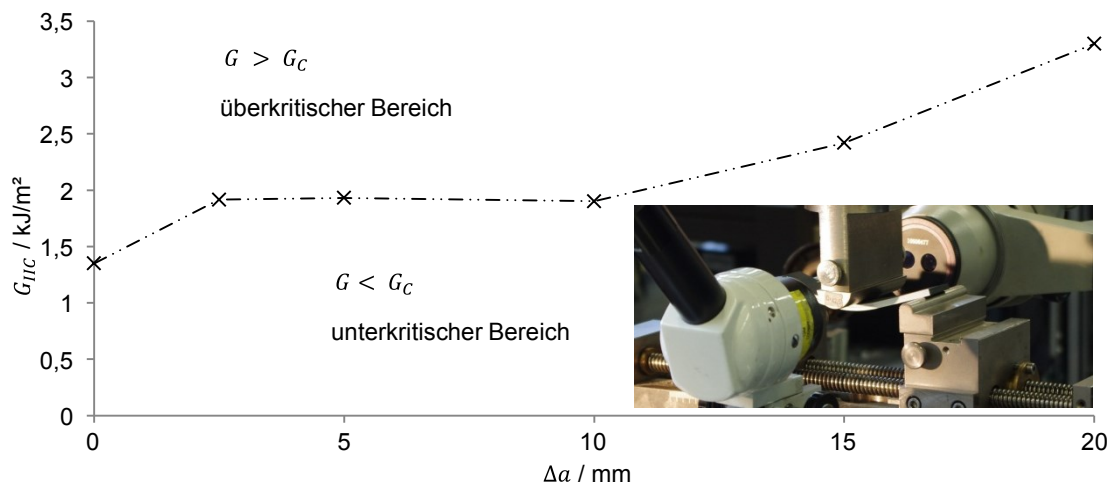 3,5
3
2,5
2
1,5
1
0,5
0
G_IIC / kJ/m²
G > G_C
überkritischer Bereich
G < G_C
unterkritischer Bereich
0 5 10 15 20
Δa / mm